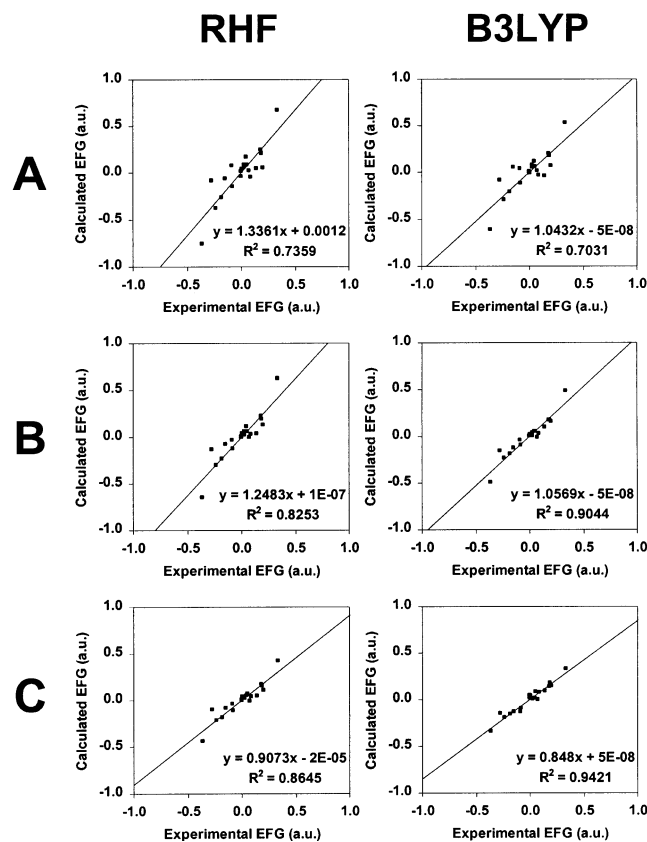 RHF B3LYP
A
1.0
0.5
0.0
-0.5
-1.0
Calculated EFG (a.u.)
y = 1.3361x + 0.0012
R² = 0.7359
-1.0 -0.5 0.0 0.5 1.0
Experimental EFG (a.u.)
1.0
0.5
0.0
-0.5
-1.0
Calculated EFG (a.u.)
y = 1.0432x - 5E-08
R² = 0.7031
-1.0 -0.5 0.0 0.5 1.0
Experimental EFG (a.u.)
B
1.0
0.5
0.0
-0.5
-1.0
Calculated EFG (a.u.)
y = 1.2483x + 1E-07
R² = 0.8253
-1.0 -0.5 0.0 0.5 1.0
Experimental EFG (a.u.)
1.0
0.5
0.0
-0.5
-1.0
Calculated EFG (a.u.)
y = 1.0569x - 5E-08
R² = 0.9044
-1.0 -0.5 0.0 0.5 1.0
Experimental EFG (a.u.)
C
1.0
0.5
0.0
-0.5
-1.0
Calculated EFG (a.u.)
y = 0.9073x - 2E-05
R² = 0.8645
-1.0 -0.5 0.0 0.5 1.0
Experimental EFG (a.u.)
1.0
0.5
0.0
-0.5
-1.0
Calculated EFG (a.u.)
y = 0.848x + 5E-08
R² = 0.9421
-1.0 -0.5 0.0 0.5 1.0
Experimental EFG (a.u.)